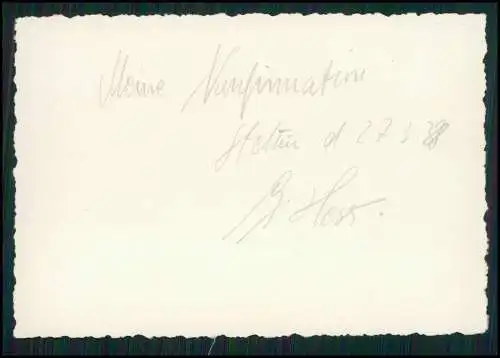 Meine Konfirmation
Stettin d 27 3 38
G. Hess.